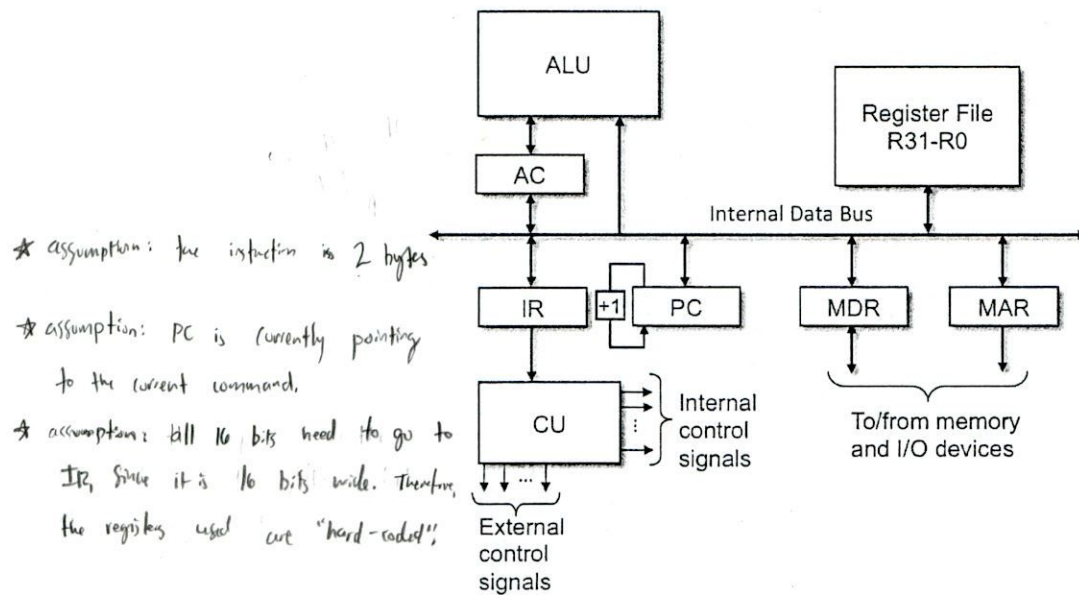 ALU
Register File
R31-R0
AC
Internal Data Bus
☆ assumption: the instuction is 2 bytes
IR
+1
PC
MDR
MAR
☆ assumption: PC is currently pointing
to the current command.
CU
Internal
control
signals
To/from memory
and I/O devices
☆ assumption: all 16 bits need to go to
IR, since it is 16 bits wide. Therefore,
the registers used are "hard-coded".
...
External
control
signals